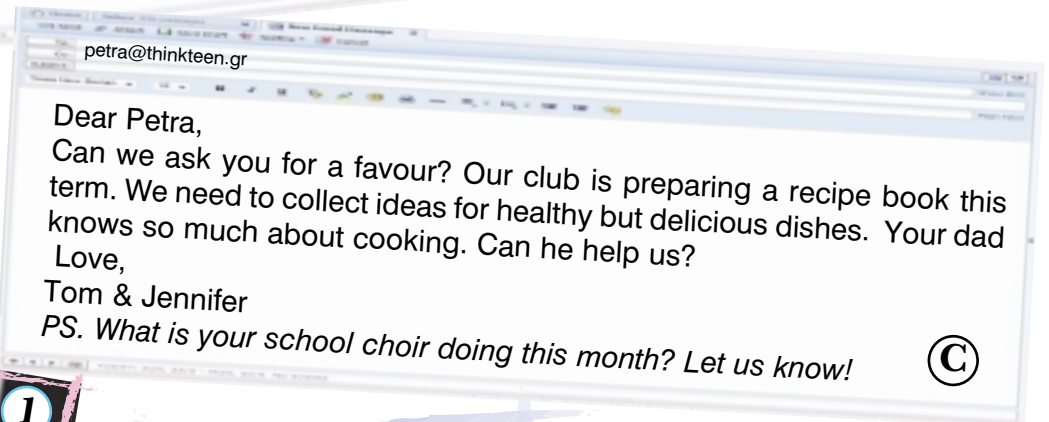 petra@thinkteen.gr
Dear Petra,
Can we ask you for a favour? Our club is preparing a recipe book this
term. We need to collect ideas for healthy but delicious dishes. Your dad
knows so much about cooking. Can he help us?
Love,
Tom & Jennifer
PS. What is your school choir doing this month? Let us know!
C
1